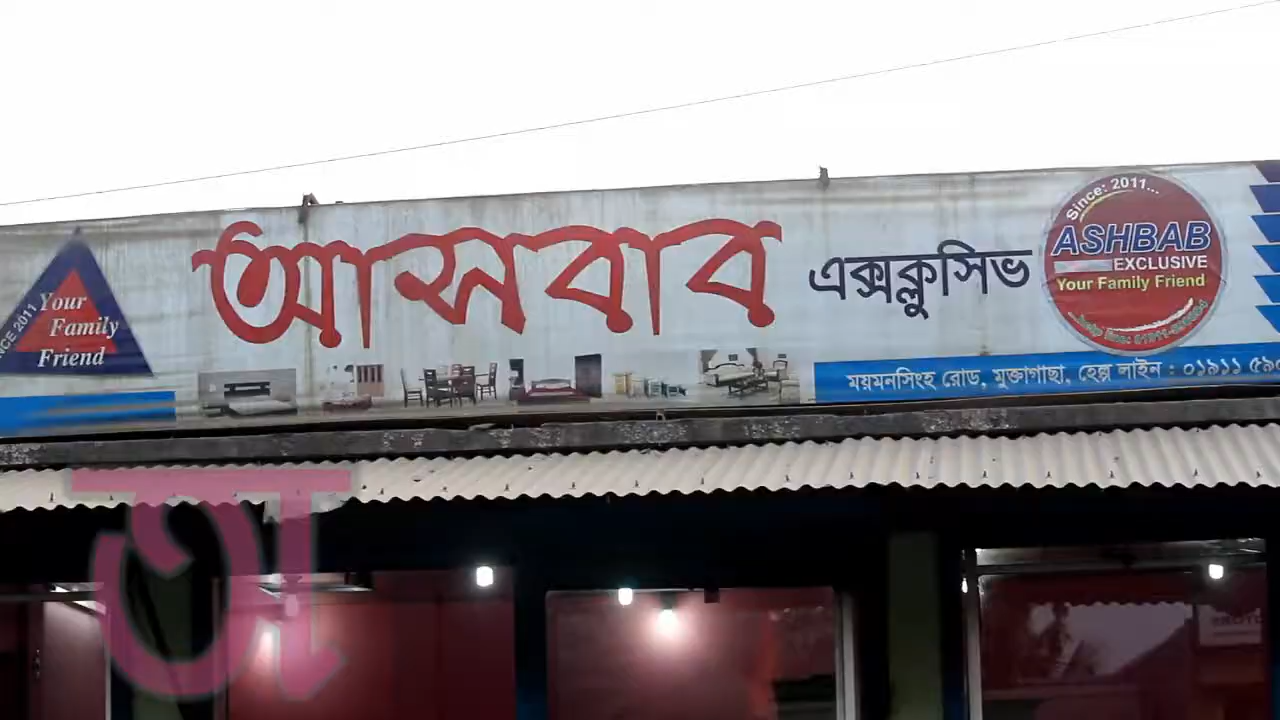 SINCE 2011
Your
Family
Friend
আসবাব
এক্সক্লুসিভ
Since: 2011...
ASHBAB
EXCLUSIVE
Your Family Friend
ময়মনসিংহ রোড, মুক্তাগাছা, হেল্প লাইন : ০১৯১১ ৫৯
অ